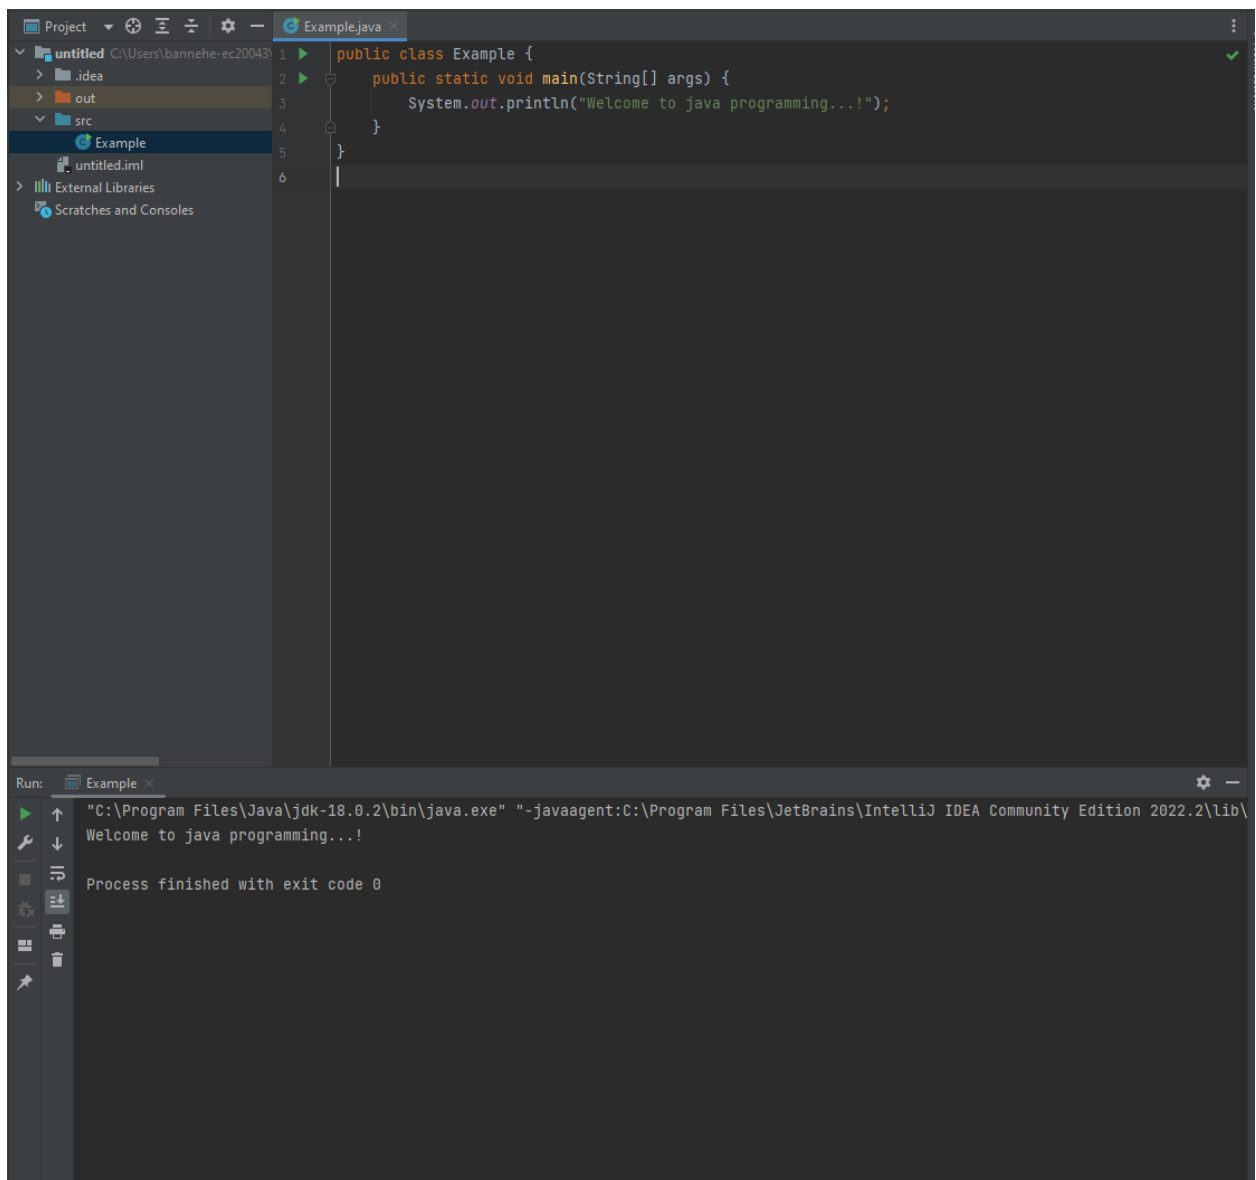 Project
Example.java
untitled C:\Users\bannehe-ec20043\
.idea
out
src
Example
untitled.iml
External Libraries
Scratches and Consoles
1 public class Example {
2 public static void main(String[] args) {
3 System.out.println("Welcome to java programming...!");
4 }
5 }
6
Run: Example
"C:\Program Files\Java\jdk-18.0.2\bin\java.exe" "-javaagent:C:\Program Files\JetBrains\IntelliJ IDEA Community Edition 2022.2\lib\
Welcome to java programming...!
Process finished with exit code 0